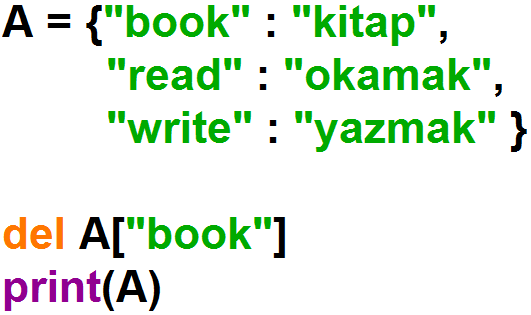 A = {"book" : "kitap",
"read" : "okamak",
"write" : "yazmak" }
del A["book"]
print(A)